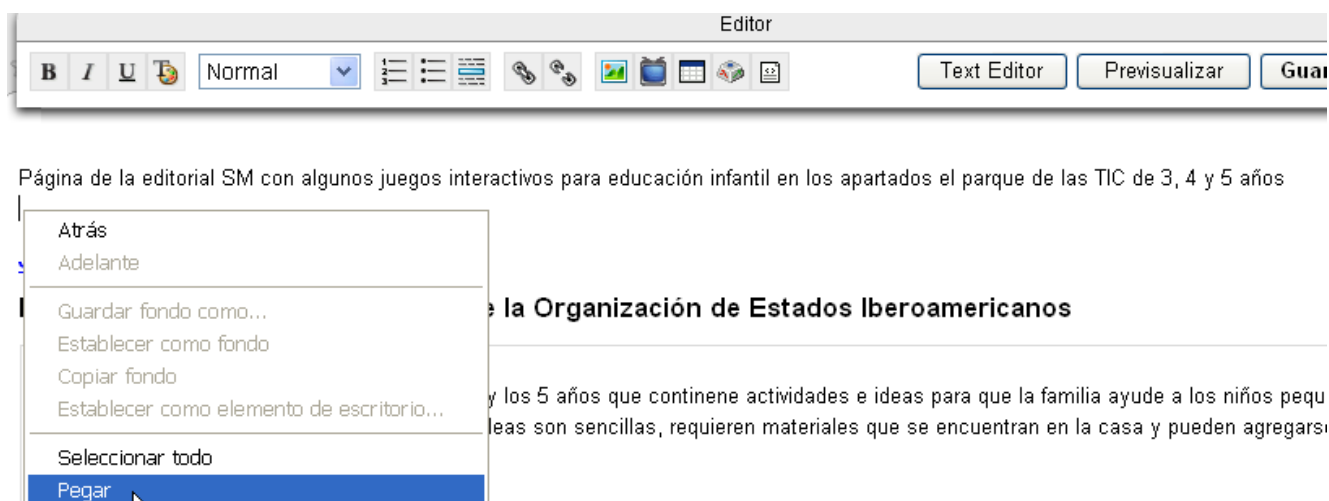 Editor
B I U T Normal Text Editor Previsualizar Guar
Página de la editorial SM con algunos juegos interactivos para educación infantil en los apartados el parque de las TIC de 3, 4 y 5 años
Atrás
Adelante
Guardar fondo como...
e la Organización de Estados Iberoamericanos
Establecer como fondo
Copiar fondo
y los 5 años que continene actividades e ideas para que la familia ayude a los niños pequ
Establecer como elemento de escritorio...
leas son sencillas, requieren materiales que se encuentran en la casa y pueden agregars
Seleccionar todo
Pegar